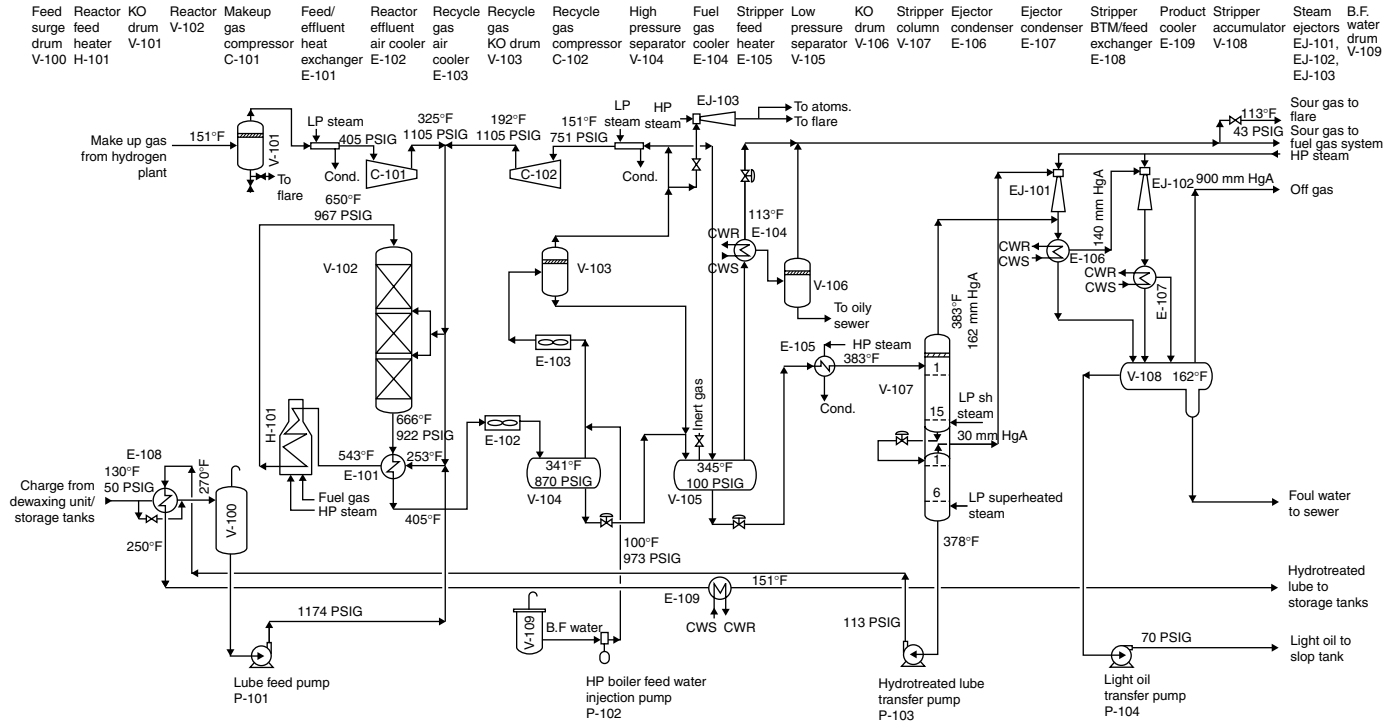 Feed surge drum V-100
Reactor feed heater H-101
KO drum V-101
Reactor V-102
Makeup gas compressor C-101
Feed/ effluent heat exchanger E-101
Reactor effluent air cooler E-102
Recycle gas air cooler E-103
Recycle gas KO drum V-103
Recycle gas compressor C-102
High pressure separator V-104
Fuel gas cooler E-104
Stripper feed heater E-105
Low pressure separator V-105
KO drum V-106
Stripper column V-107
Ejector condenser E-106
Ejector condenser E-107
Stripper BTM/feed exchanger E-108
Product cooler E-109
Stripper accumulator V-108
Steam ejectors EJ-101, EJ-102, EJ-103
B.F. water drum V-109
Make up gas from hydrogen plant
151°F
V-101
To flare
LP steam
405 PSIG
Cond.
C-101
325°F
1105 PSIG
192°F
1105 PSIG
C-102
151°F
751 PSIG
LP steam
Cond.
HP steam
EJ-103
To atoms.
To flare
113°F
43 PSIG
Sour gas to flare
Sour gas to fuel gas system
HP steam
900 mm HgA
Off gas
EJ-101
EJ-102
140 mm HgA
650°F
967 PSIG
V-102
V-103
113°F
E-104
CWR
CWS
V-106
To oily sewer
CWR
CWS
E-106
CWR
CWS
E-107
383°F
162 mm HgA
E-103
E-105
HP steam
383°F
Cond.
V-107
1
15
LP sh steam
30 mm HgA
1
6
LP superheated steam
378°F
V-108
162°F
H-101
666°F
922 PSIG
543°F
E-101
253°F
405°F
Fuel gas
HP steam
E-102
341°F
870 PSIG
V-104
Inert gas
345°F
100 PSIG
V-105
E-108
130°F
50 PSIG
Charge from dewaxing unit/ storage tanks
270°F
V-100
250°F
100°F
973 PSIG
Foul water to sewer
151°F
E-109
CWS
CWR
Hydrotreated lube to storage tanks
1174 PSIG
V-109
B.F water
113 PSIG
70 PSIG
Light oil to slop tank
Lube feed pump P-101
HP boiler feed water injection pump P-102
Hydrotreated lube transfer pump P-103
Light oil transfer pump P-104